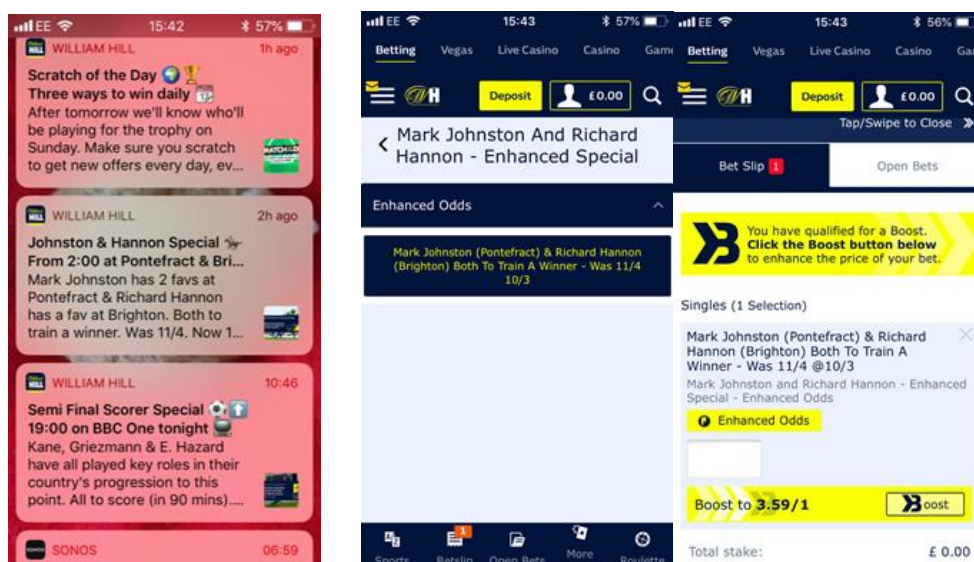 EE 15:42 57%
WILLIAM HILL 1h ago
Scratch of the Day
Three ways to win daily
After tomorrow we'll know who'll
be playing for the trophy on
Sunday. Make sure you scratch
to get new offers every day, ev...
WILLIAM HILL 2h ago
Johnston & Hannon Special
From 2:00 at Pontefract & Bri...
Mark Johnston has 2 favs at
Pontefract & Richard Hannon
has a fav at Brighton. Both to
train a winner. Was 11/4. Now 1...
WILLIAM HILL 10:46
Semi Final Scorer Special
19:00 on BBC One tonight
Kane, Griezmann & E. Hazard
have all played key roles in their
country's progression to this
point. All to score (in 90 mins)....
SONOS 06:59
EE 15:43 57%
Betting Vegas Live Casino Casino Gam
WH Deposit £0.00
Mark Johnston And Richard
Hannon - Enhanced Special
Enhanced Odds
Mark Johnston (Pontefract) & Richard Hannon
(Brighton) Both To Train A Winner - Was 11/4
10/3
1
Sports Betslip Open Bets More Roulette
EE 15:43 56%
Betting Vegas Live Casino Casino Ga
WH Deposit £0.00
Tap/Swipe to Close
Bet Slip 1 Open Bets
You have qualified for a Boost.
Click the Boost button below
to enhance the price of your bet.
Singles (1 Selection)
Mark Johnston (Pontefract) & Richard
Hannon (Brighton) Both To Train A
Winner - Was 11/4 @10/3
Mark Johnston and Richard Hannon - Enhanced
Special - Enhanced Odds
Enhanced Odds
Boost to 3.59/1 Boost
Total stake: £ 0.00